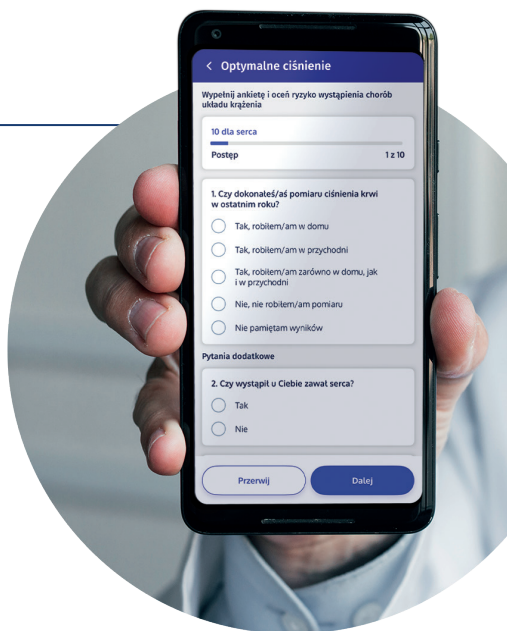 < Optymalne ciśnienie
Wypełnij ankietę i oceń ryzyko wystąpienia chorób
układu krążenia
10 dla serca
Postęp 1 z 10
1. Czy dokonałeś/aś pomiaru ciśnienia krwi
w ostatnim roku?
Tak, robiłem/am w domu
Tak, robiłem/am w przychodni
Tak, robiłem/am zarówno w domu, jak
i w przychodni
Nie, nie robiłem/am pomiaru
Nie pamiętam wyników
Pytania dodatkowe
2. Czy wystąpił u Ciebie zawał serca?
Tak
Nie
Przerwij Dalej